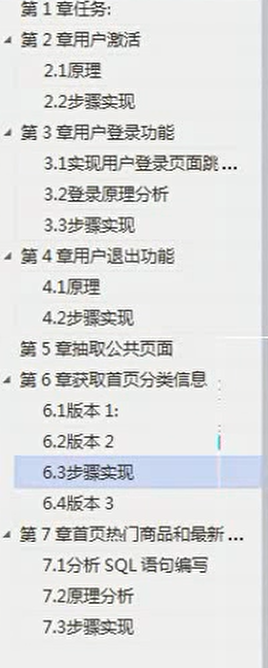 第 1 章任务:
第 2 章用户激活
2.1原理
2.2步骤实现
第 3 章用户登录功能
3.1实现用户登录页面跳...
3.2登录原理分析
3.3步骤实现
第 4 章用户退出功能
4.1原理
4.2步骤实现
第 5 章抽取公共页面
第 6 章获取首页分类信息
6.1版本 1:
6.2版本 2
6.3步骤实现
6.4版本 3
第 7 章首页热门商品和最新...
7.1分析 SQL 语句编写
7.2原理分析
7.3步骤实现